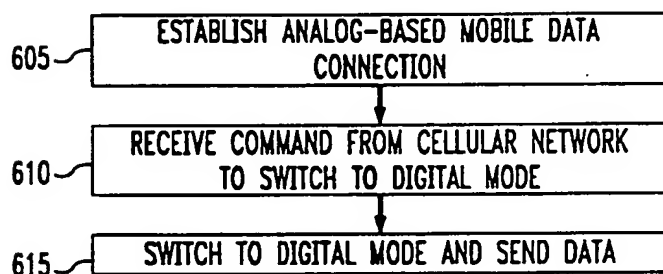 605
ESTABLISH ANALOG-BASED MOBILE DATA
CONNECTION
610
RECEIVE COMMAND FROM CELLULAR NETWORK
TO SWITCH TO DIGITAL MODE
615
SWITCH TO DIGITAL MODE AND SEND DATA